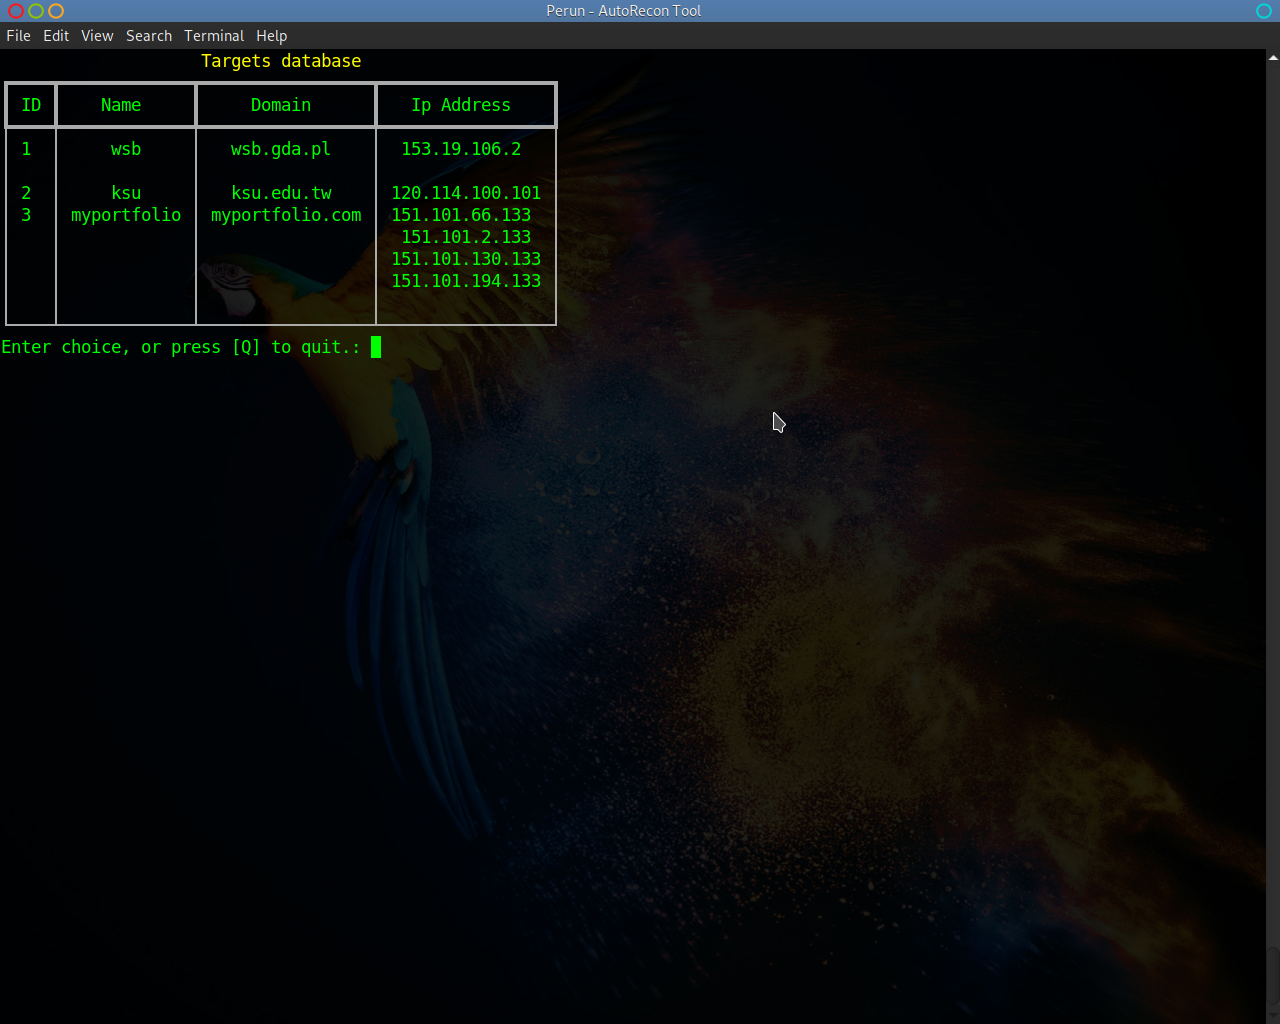 Perun - AutoRecon Tool
File Edit View Search Terminal Help
Targets database
ID Name Domain Ip Address
1 wsb wsb.gda.pl 153.19.106.2
2 ksu ksu.edu.tw 120.114.100.101
3 myportfolio myportfolio.com 151.101.66.133
151.101.2.133
151.101.130.133
151.101.194.133
Enter choice, or press [Q] to quit.: